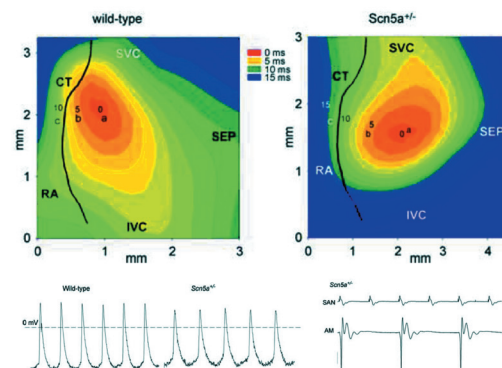 wild-type
Scn5a+/-
3
2
1
0
mm
SVC
CT
10
c
5
b
0
a
SEP
RA
IVC
0
1
2
3
mm
0 ms
5 ms
10 ms
15 ms
3
2
1
0
mm
SVC
CT
15
c
10
5
b
0
a
SEP
RA
IVC
0
1
2
3
4
mm
Wild-type
Scn5a+/-
0 mV
Scn5a+/-
SAN
AM